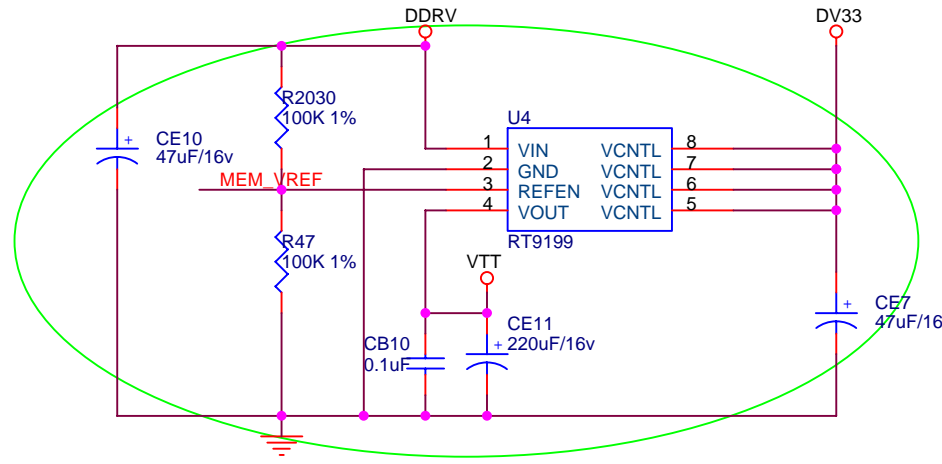 DDRV
DV33
R2030
100K 1%
CE10
47uF/16v
MEM_VREF
R47
100K 1%
U4
1
2
3
4
VIN
GND
REFEN
VOUT
VCNTL
VCNTL
VCNTL
VCNTL
8
7
6
5
RT9199
VTT
CB10
0.1uF
+
+
CE11
220uF/16v
+
CE7
47uF/16